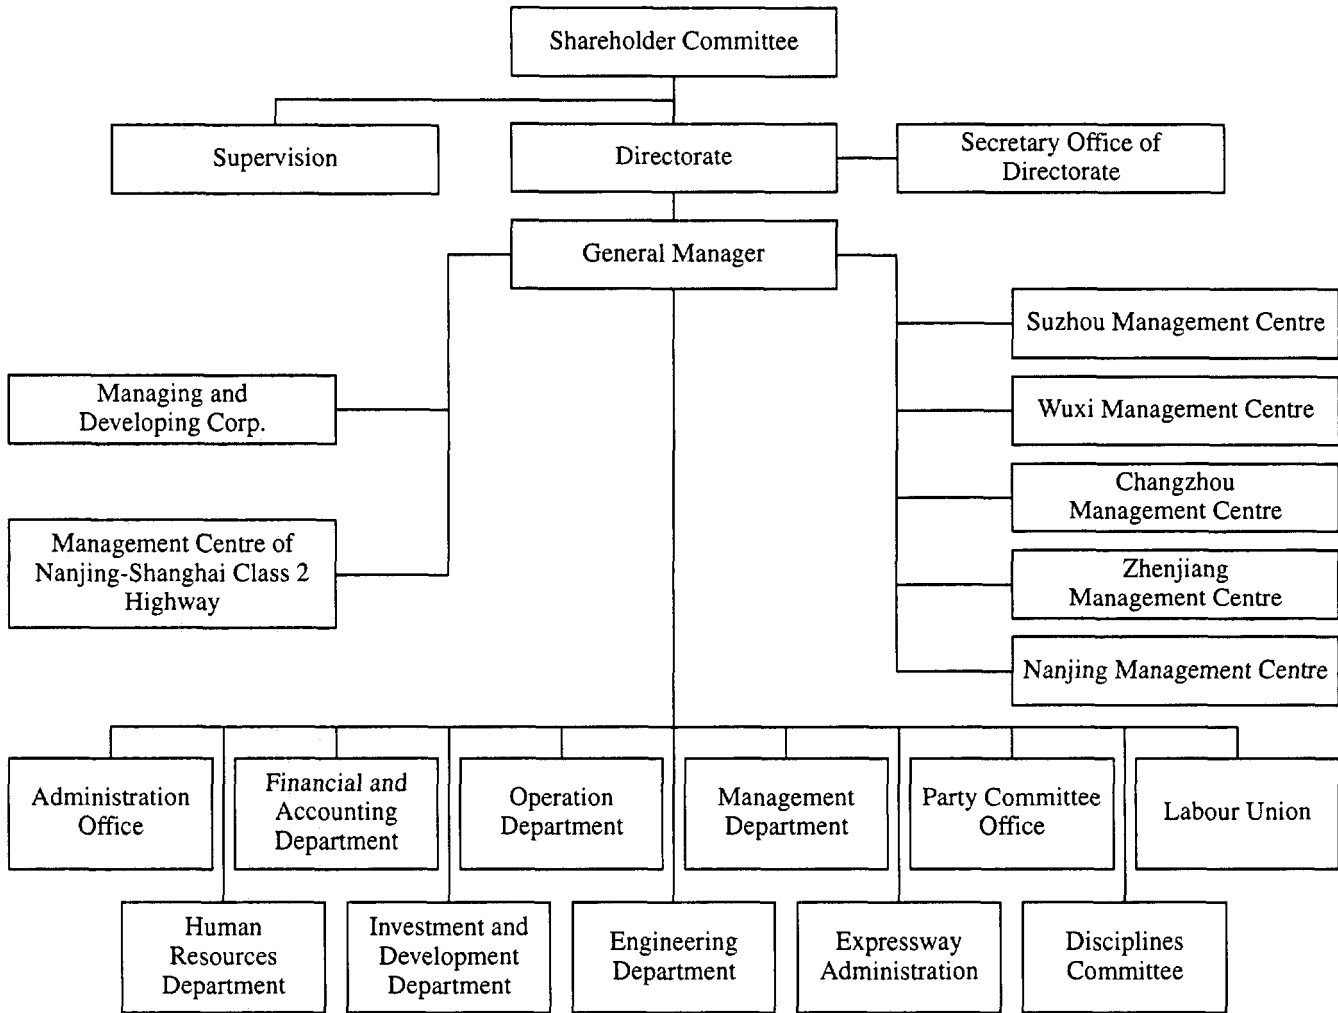 Shareholder Committee
Supervision
Directorate
Secretary Office of
Directorate
General Manager
Suzhou Management Centre
Managing and
Developing Corp.
Wuxi Management Centre
Changzhou
Management Centre
Management Centre of
Nanjing-Shanghai Class 2
Highway
Zhenjiang
Management Centre
Nanjing Management Centre
Administration
Office
Financial and
Accounting
Department
Operation
Department
Management
Department
Party Committee
Office
Labour Union
Human
Resources
Department
Investment and
Development
Department
Engineering
Department
Expressway
Administration
Disciplines
Committee